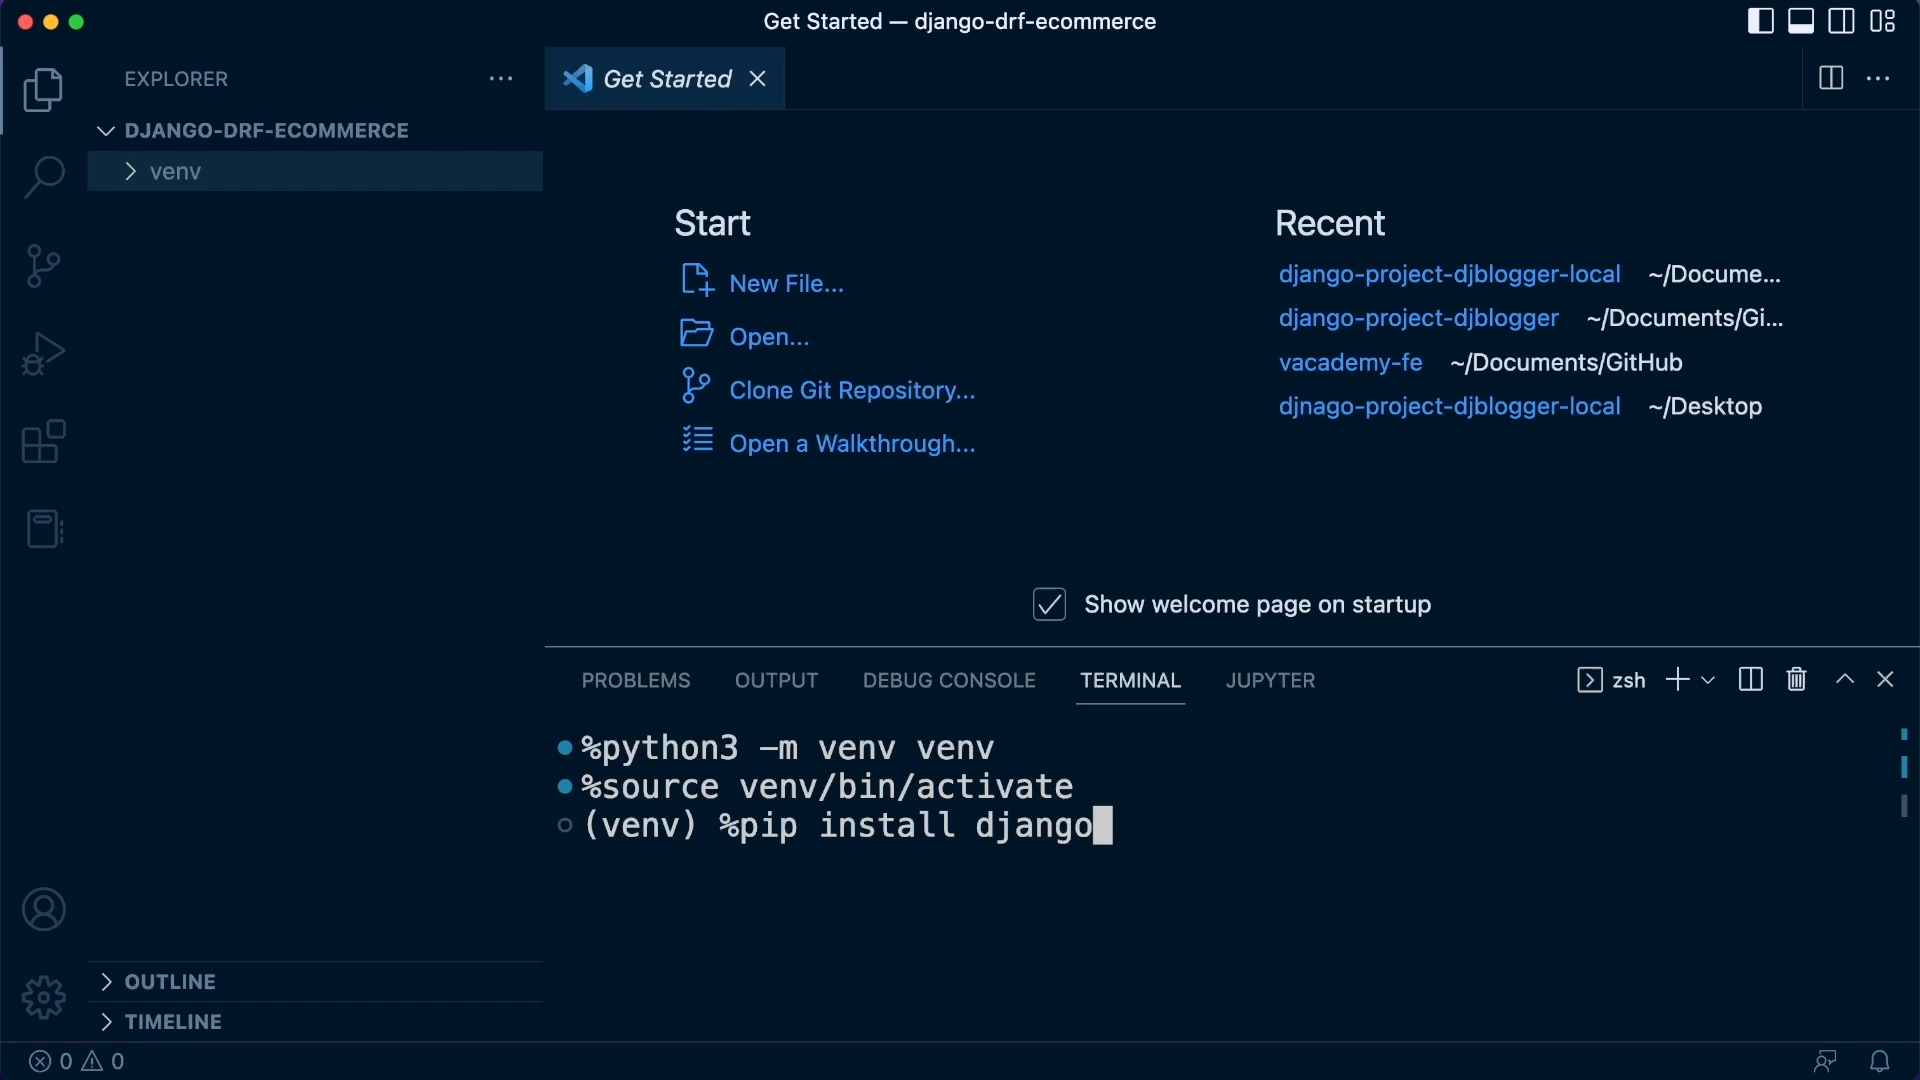 Get Started — django-drf-ecommerce
EXPLORER
Get Started
DJANGO-DRF-ECOMMERCE
venv
Start
New File...
Open...
Clone Git Repository...
Open a Walkthrough...
Recent
django-project-djblogger-local ~/Docume...
django-project-djblogger ~/Documents/Gi...
vacademy-fe ~/Documents/GitHub
djnago-project-djblogger-local ~/Desktop
Show welcome page on startup
PROBLEMS OUTPUT DEBUG CONSOLE TERMINAL JUPYTER zsh
%python3 -m venv venv
%source venv/bin/activate
(venv) %pip install django
OUTLINE
TIMELINE
0 0